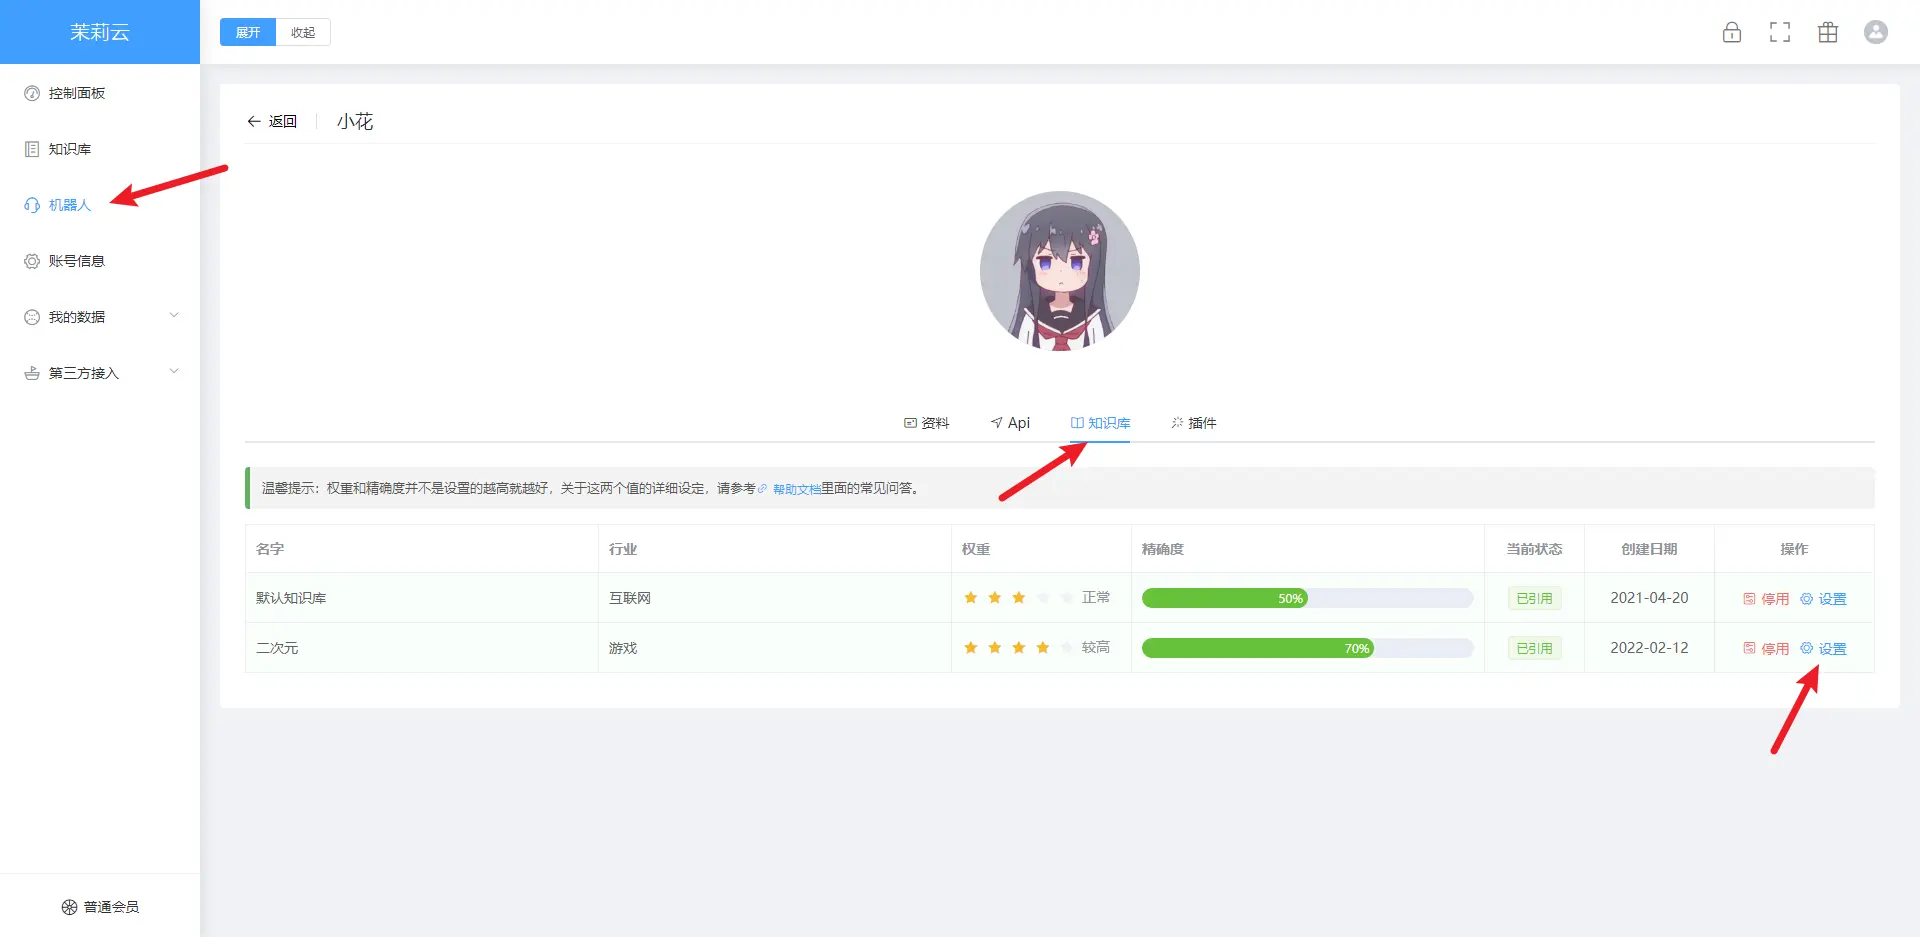 茉莉云
展开 收起
控制面板
知识库
机器人
账号信息
我的数据
第三方接入
普通会员
返回 小花
资料 Api 知识库 插件
温馨提示：权重和精确度并不是设置的越高就越好，关于这两个值的详细设定，请参考 帮助文档里面的常见问答。
名字 行业 权重 精确度 当前状态 创建日期 操作
默认知识库 互联网 正常 50% 已引用 2021-04-20 停用 设置
二次元 游戏 较高 70% 已引用 2022-02-12 停用 设置